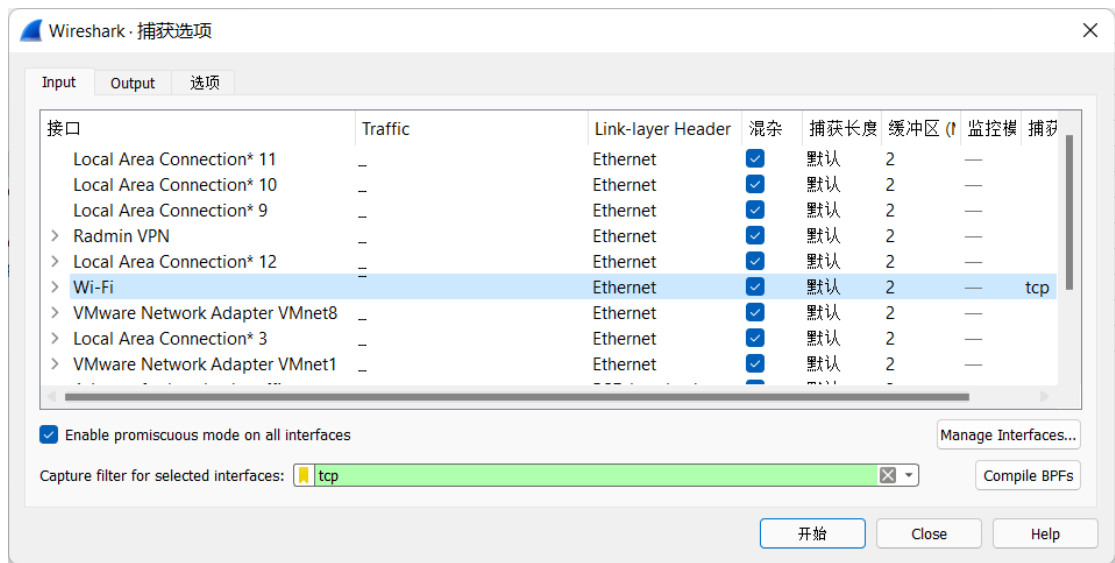 Wireshark · 捕获选项
Input Output 选项
接口 Traffic Link-layer Header 混杂 捕获长度 缓冲区 (M 监控模 捕获
Local Area Connection* 11 _ Ethernet 默认 2 —
Local Area Connection* 10 _ Ethernet 默认 2 —
Local Area Connection* 9 _ Ethernet 默认 2 —
Radmin VPN _ Ethernet 默认 2 —
Local Area Connection* 12 _ Ethernet 默认 2 —
Wi-Fi Ethernet 默认 2 — tcp
VMware Network Adapter VMnet8 _ Ethernet 默认 2 —
Local Area Connection* 3 _ Ethernet 默认 2 —
VMware Network Adapter VMnet1 _ Ethernet 默认 2 —
Enable promiscuous mode on all interfaces Manage Interfaces...
Capture filter for selected interfaces: tcp Compile BPFs
开始 Close Help